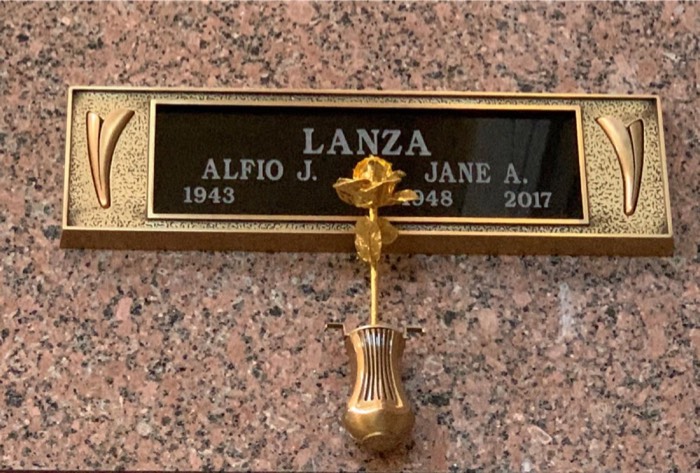 LANZA
ALFIO J. JANE A.
1943 2017